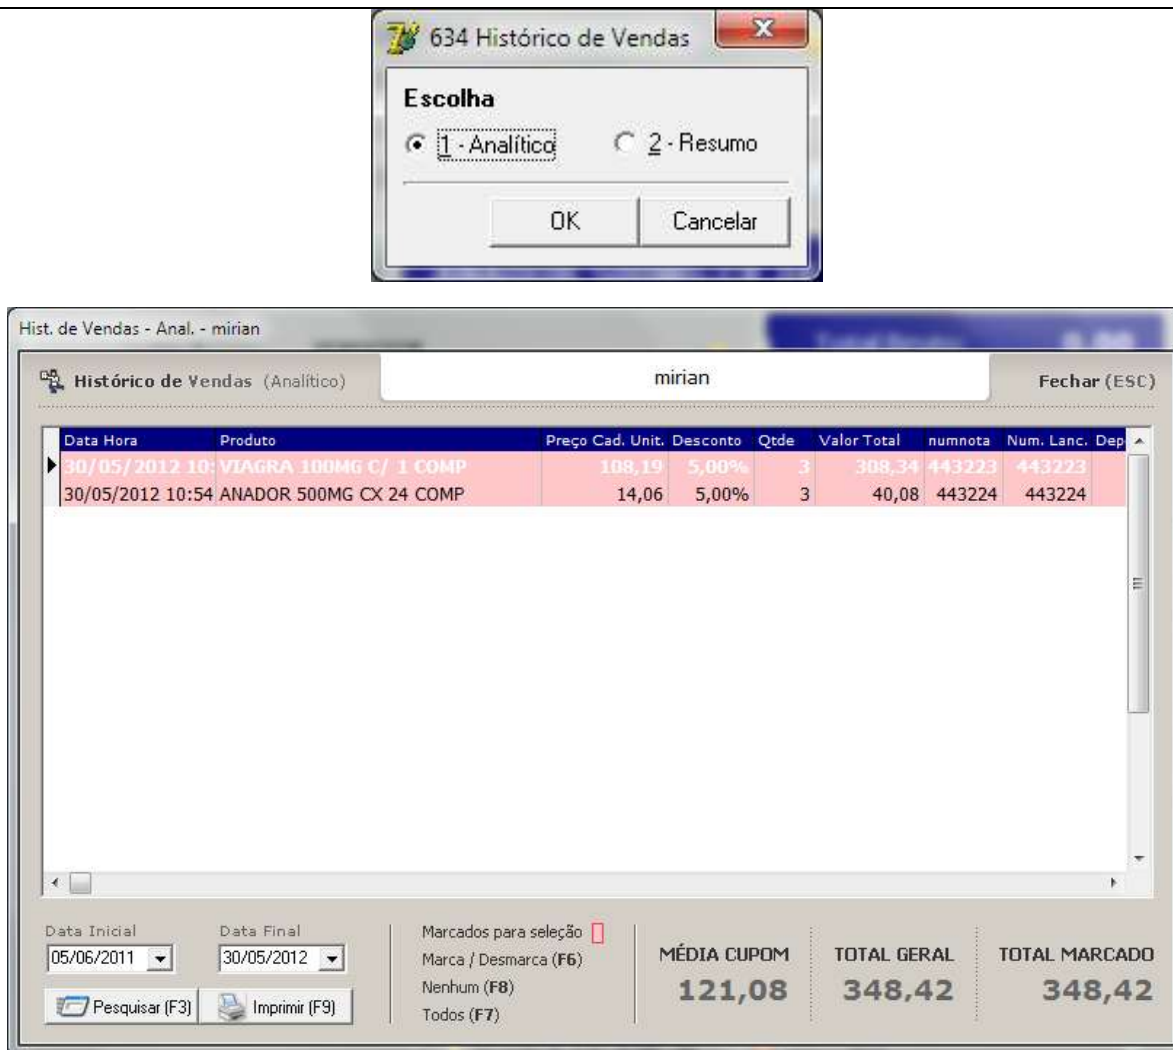 634 Histórico de Vendas
Escolha
1 - Analítico 2 - Resumo
OK Cancelar
Hist. de Vendas - Anal. - mirian
Histórico de Vendas (Analítico) mirian Fechar (ESC)
Data Hora Produto Preço Cad. Unit. Desconto Qtde Valor Total numnota Num. Lanc. Dep
30/05/2012 10: VIAGRA 100MG C/ 1 COMP 108,19 5,00% 3 308,34 443223 443223
30/05/2012 10:54 ANADOR 500MG CX 24 COMP 14,06 5,00% 3 40,08 443224 443224
Data Inicial Data Final
05/06/2011 30/05/2012
Pesquisar (F3) Imprimir (F9)
Marcados para seleção
Marca / Desmarca (F6)
Nenhum (F8)
Todos (F7)
MÉDIA CUPOM TOTAL GERAL TOTAL MARCADO
121,08 348,42 348,42